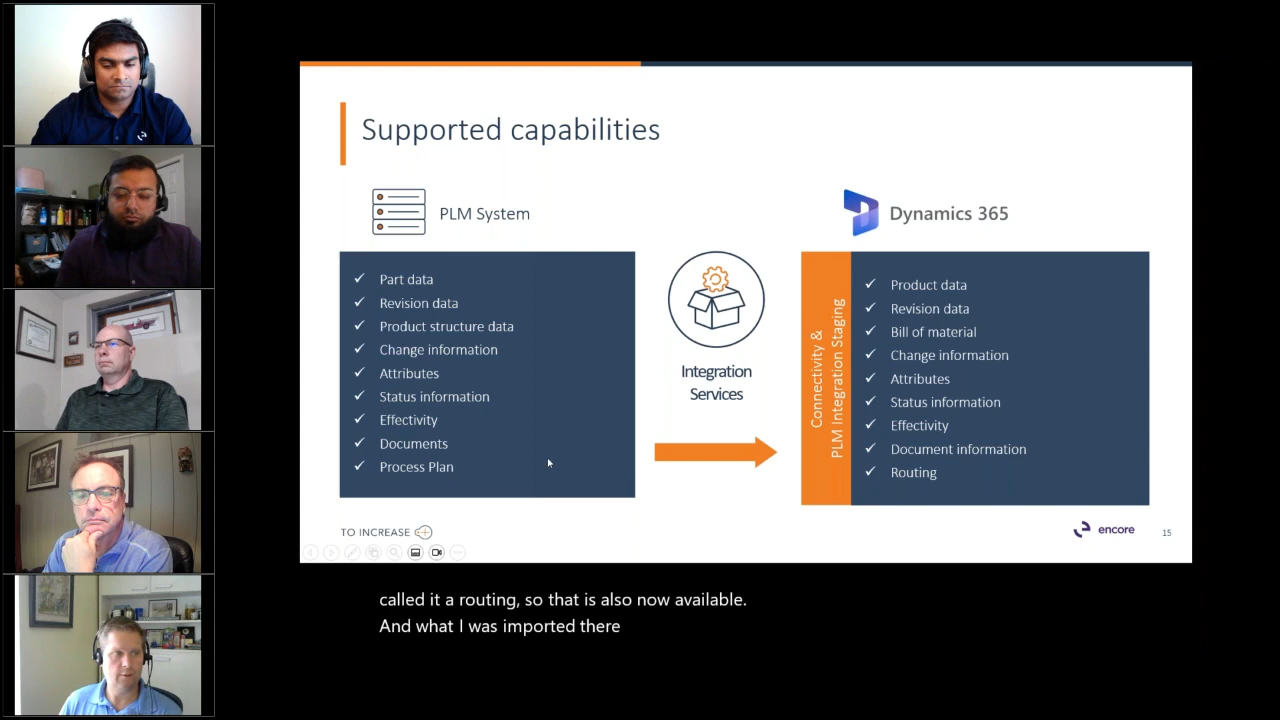 Supported capabilities
PLM System
Dynamics 365
✓ Part data
✓ Revision data
✓ Product structure data
✓ Change information
✓ Attributes
✓ Status information
✓ Effectivity
✓ Documents
✓ Process Plan
Integration
Services
Connectivity &
PLM Integration Staging
✓ Product data
✓ Revision data
✓ Bill of material
✓ Change information
✓ Attributes
✓ Status information
✓ Effectivity
✓ Document information
✓ Routing
TO INCREASE
encore
15
called it a routing, so that is also now available.
And what I was imported there